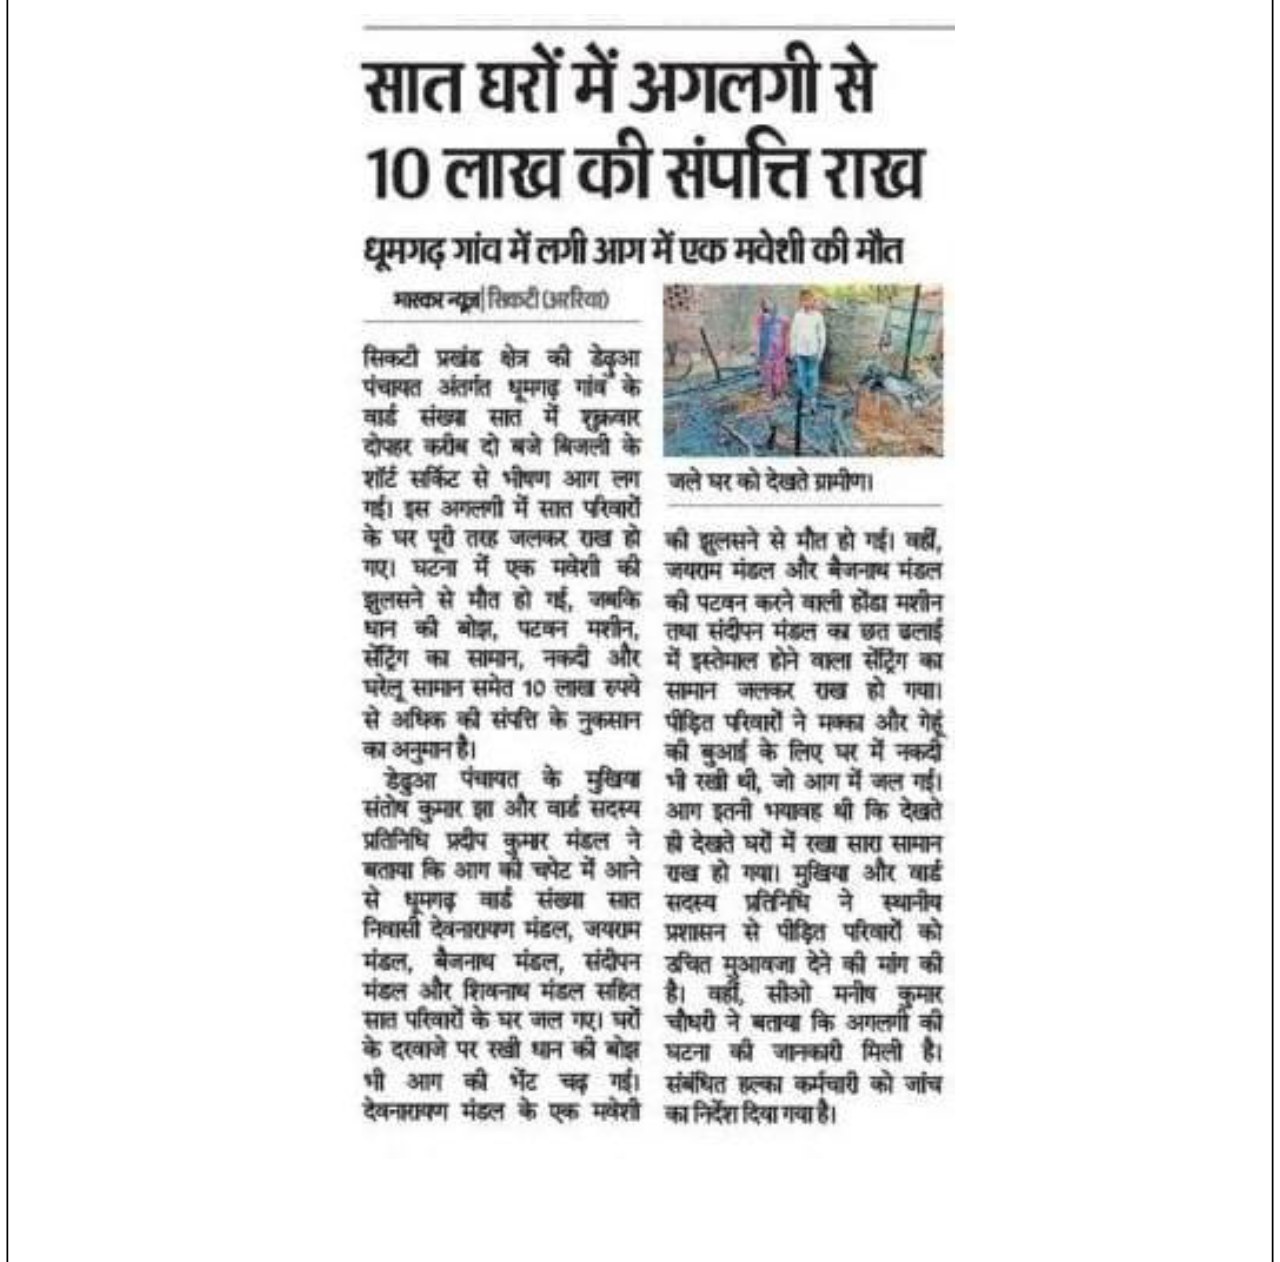 सात घरों में अगलगी से
10 लाख की संपत्ति राख
धूमगढ़ गांव में लगी आग में एक मवेशी की मौत
भास्कर न्यूज|सिकटी (अररिया)
सिकटी प्रखंड क्षेत्र की डेढुआ
पंचायत अंतर्गत धूमगढ़ गांव के
वार्ड संख्या सात में शुक्रवार
दोपहर करीब दो बजे बिजली के
शॉर्ट सर्किट से भीषण आग लग
गई। इस अगलगी में सात परिवारों
के घर पूरी तरह जलकर राख हो
गए। घटना में एक मवेशी की
झुलसने से मौत हो गई, जबकि
धान की बोझ, पटवन मशीन,
सेंट्रिंग का सामान, नकदी और
घरेलू सामान समेत 10 लाख रुपये
से अधिक की संपत्ति के नुकसान
का अनुमान है।
डेढुआ पंचायत के मुखिया
संतोष कुमार झा और वार्ड सदस्य
प्रतिनिधि प्रदीप कुमार मंडल ने
बताया कि आग की चपेट में आने
से धूमगढ़ वार्ड संख्या सात
निवासी देवनारायण मंडल, जयराम
मंडल, बैजनाथ मंडल, संदीपन
मंडल और शिवनाथ मंडल सहित
सात परिवारों के घर जल गए। घरों
के दरवाजे पर रखी धान की बोझ
भी आग की भेंट चढ़ गई।
देवनारायण मंडल के एक मवेशी
जले घर को देखते ग्रामीण।
की झुलसने से मौत हो गई। वहीं,
जयराम मंडल और बैजनाथ मंडल
की पटवन करने वाली होंडा मशीन
तथा संदीपन मंडल का छत ढलाई
में इस्तेमाल होने वाला सेंट्रिंग का
सामान जलकर राख हो गया।
पीड़ित परिवारों ने मक्का और गेहूं
की बुआई के लिए घर में नकदी
भी रखी थी, जो आग में जल गई।
आग इतनी भयावह थी कि देखते
ही देखते घरों में रखा सारा सामान
राख हो गया। मुखिया और वार्ड
सदस्य प्रतिनिधि ने स्थानीय
प्रशासन से पीड़ित परिवारों को
उचित मुआवजा देने की मांग की
है। वहीं, सीओ मनीष कुमार
चौधरी ने बताया कि अगलगी की
घटना की जानकारी मिली है।
संबंधित हल्का कर्मचारी को जांच
का निर्देश दिया गया है।